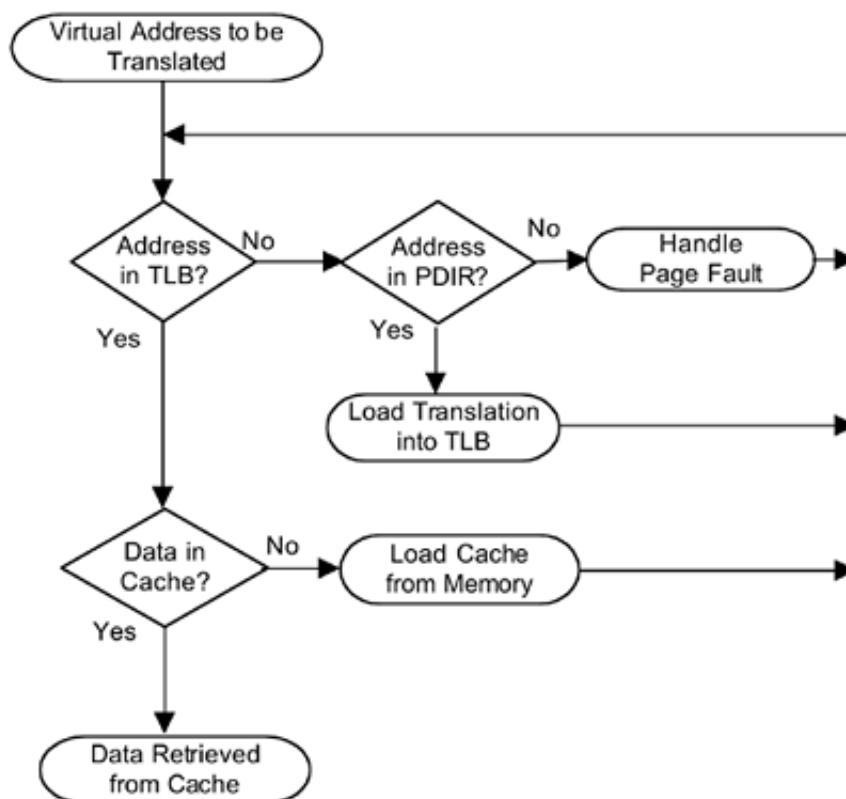 Virtual Address to be
Translated
Address
in TLB?
No
Yes
Address
in PDIR?
No
Yes
Handle
Page Fault
Load Translation
into TLB
Data in
Cache?
No
Yes
Load Cache
from Memory
Data Retrieved
from Cache